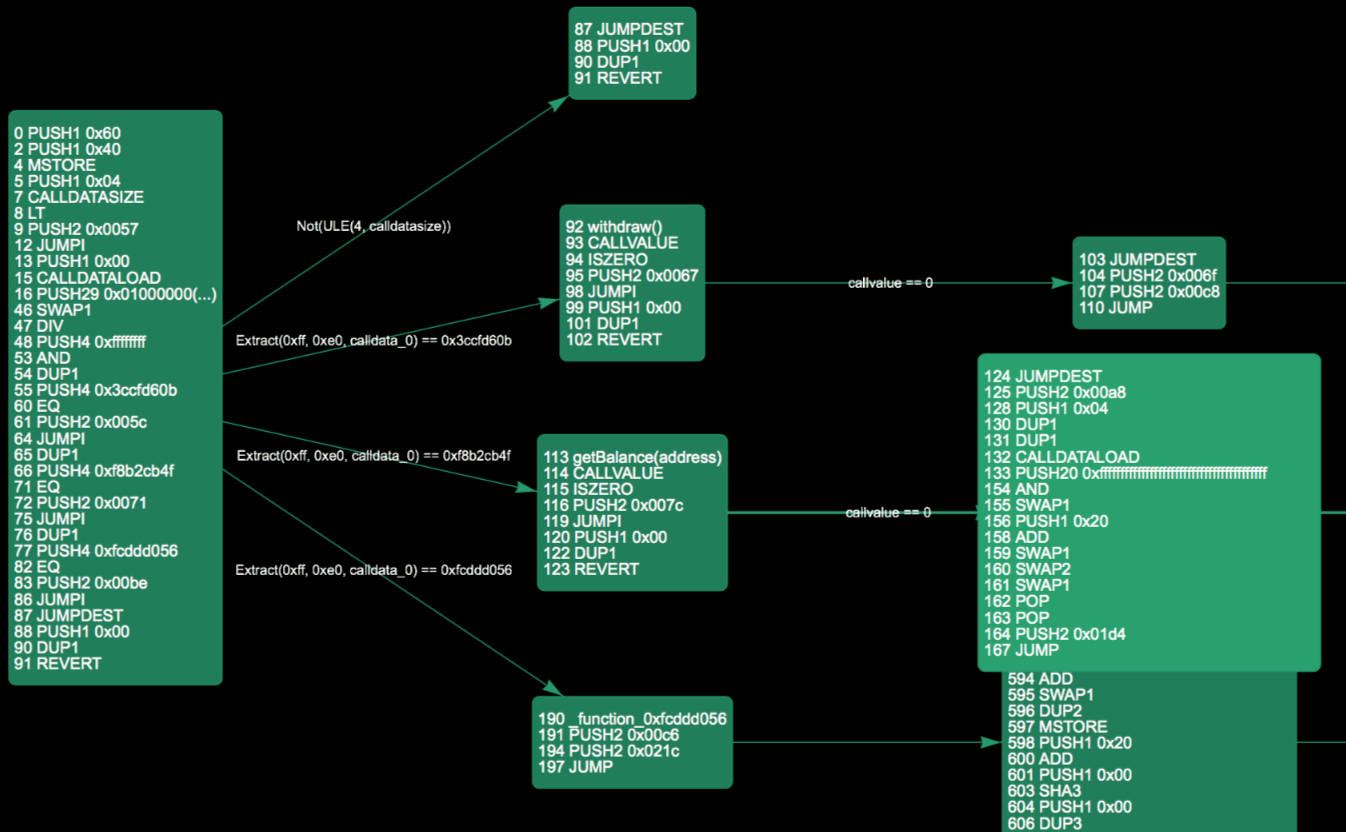 87 JUMPDEST
88 PUSH1 0x00
90 DUP1
91 REVERT
0 PUSH1 0x60
2 PUSH1 0x40
4 MSTORE
5 PUSH1 0x04
7 CALLDATASIZE
8 LT
9 PUSH2 0x0057
12 JUMPI
13 PUSH1 0x00
15 CALLDATALOAD
16 PUSH29 0x01000000(...)
46 SWAP1
47 DIV
48 PUSH4 0xffffffff
53 AND
54 DUP1
55 PUSH4 0x3ccfd60b
60 EQ
61 PUSH2 0x005c
64 JUMPI
65 DUP1
66 PUSH4 0xf8b2cb4f
71 EQ
72 PUSH2 0x0071
75 JUMPI
76 DUP1
77 PUSH4 0xfcddd056
82 EQ
83 PUSH2 0x00be
86 JUMPI
87 JUMPDEST
88 PUSH1 0x00
90 DUP1
91 REVERT
Not(ULE(4, calldatasize))
Extract(0xff, 0xe0, calldata_0) == 0x3ccfd60b
Extract(0xff, 0xe0, calldata_0) == 0xf8b2cb4f
Extract(0xff, 0xe0, calldata_0) == 0xfcddd056
92 withdraw()
93 CALLVALUE
94 ISZERO
95 PUSH2 0x0067
98 JUMPI
99 PUSH1 0x00
101 DUP1
102 REVERT
callvalue == 0
103 JUMPDEST
104 PUSH2 0x006f
107 PUSH2 0x00c8
110 JUMP
113 getBalance(address)
114 CALLVALUE
115 ISZERO
116 PUSH2 0x007c
119 JUMPI
120 PUSH1 0x00
122 DUP1
123 REVERT
callvalue == 0
124 JUMPDEST
125 PUSH2 0x00a8
128 PUSH1 0x04
130 DUP1
131 DUP1
132 CALLDATALOAD
133 PUSH20 0xffffffffffffffffffffffffffffffffffffffff
154 AND
155 SWAP1
156 PUSH1 0x20
158 ADD
159 SWAP1
160 SWAP2
161 SWAP1
162 POP
163 POP
164 PUSH2 0x01d4
167 JUMP
190 _function_0xfcddd056
191 PUSH2 0x00c6
194 PUSH2 0x021c
197 JUMP
594 ADD
595 SWAP1
596 DUP2
597 MSTORE
598 PUSH1 0x20
600 ADD
601 PUSH1 0x00
603 SHA3
604 PUSH1 0x00
606 DUP3